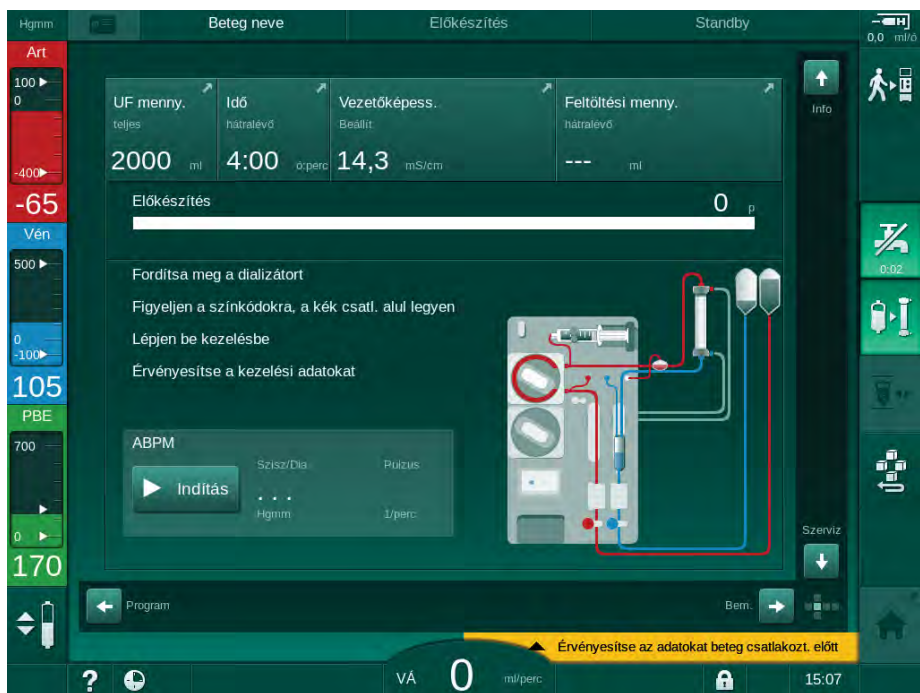 Hgmm
Beteg neve
Előkészítés
Standby
0,0 ml/ó
Art
100
0
-400
-65
Vén
500
0
-100
105
PBE
700
0
170
UF menny.
teljes
2000 ml
Idő
hátralévő
4:00 ó:perc
Vezetőképess.
Beállít
14,3 mS/cm
Feltöltési menny.
hátralévő
--- ml
Info
Előkészítés
0 p
Fordítsa meg a dializátort
Figyeljen a színkódokra, a kék csatl. alul legyen
Lépjen be kezelésbe
Érvényesítse a kezelési adatokat
ABPM
Indítás
Szisz/Dia
Pulzus
. . .
Hgmm
1/perc
0:02
Szerviz
Program
Bem.
Érvényesítse az adatokat beteg csatlakozt. előtt
?
VÁ
0
ml/perc
15:07